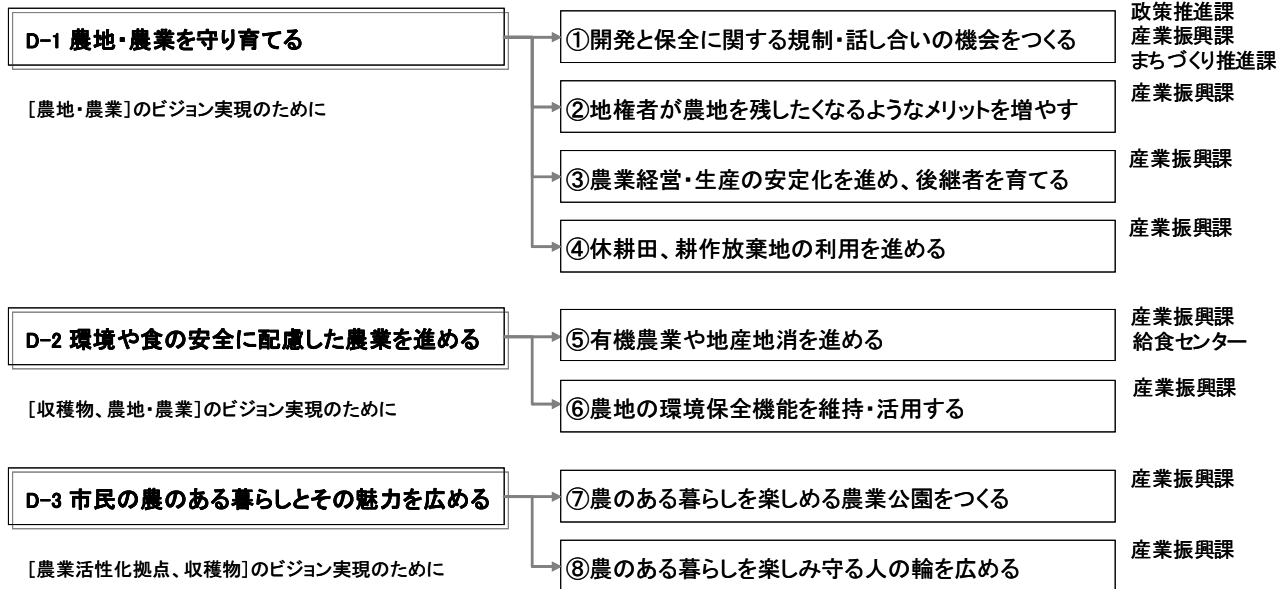 D-1 農地・農業を守り育てる
[農地・農業]のビジョン実現のために
①開発と保全に関する規制・話し合いの機会をつくる
政策推進課
産業振興課
まちづくり推進課
②地権者が農地を残したくなるようなメリットを増やす
産業振興課
③農業経営・生産の安定化を進め、後継者を育てる
産業振興課
④休耕田、耕作放棄地の利用を進める
産業振興課
D-2 環境や食の安全に配慮した農業を進める
[収穫物、農地・農業]のビジョン実現のために
⑤有機農業や地産地消を進める
産業振興課
給食センター
⑥農地の環境保全機能を維持・活用する
産業振興課
D-3 市民の農のある暮らしとその魅力を広める
[農業活性化拠点、収穫物]のビジョン実現のために
⑦農のある暮らしを楽しめる農業公園をつくる
産業振興課
⑧農のある暮らしを楽しみ守る人の輪を広める
産業振興課